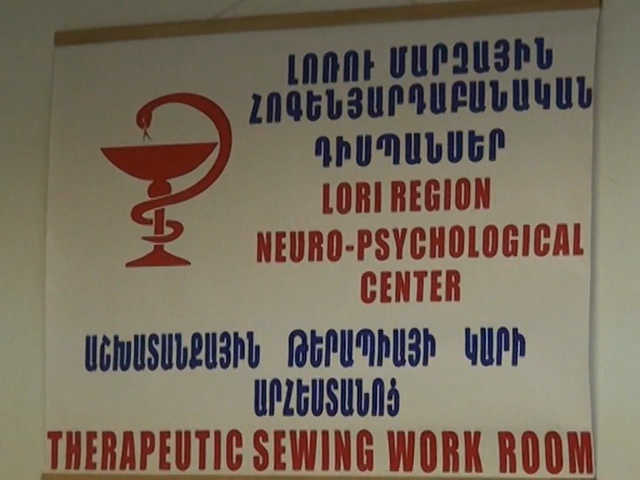 ԼՈՌՈՒ ՄԱՐԶԱՅԻՆ
ՀՈԳԵՆՅԱՐԴԱԲԱՆԱԿԱՆ
ԴԻՍՊԱՆՍԵՐ
LORI REGION
NEURO-PSYCHOLOGICAL
CENTER
ԱՇԽԱՏԱՆՔԱՅԻՆ ԹԵՐԱՊԻԱՅԻ ԿԱՐԻ
ԱՐՀԵՍՏԱՆՈՑ
THERAPEUTIC SEWING WORK ROOM